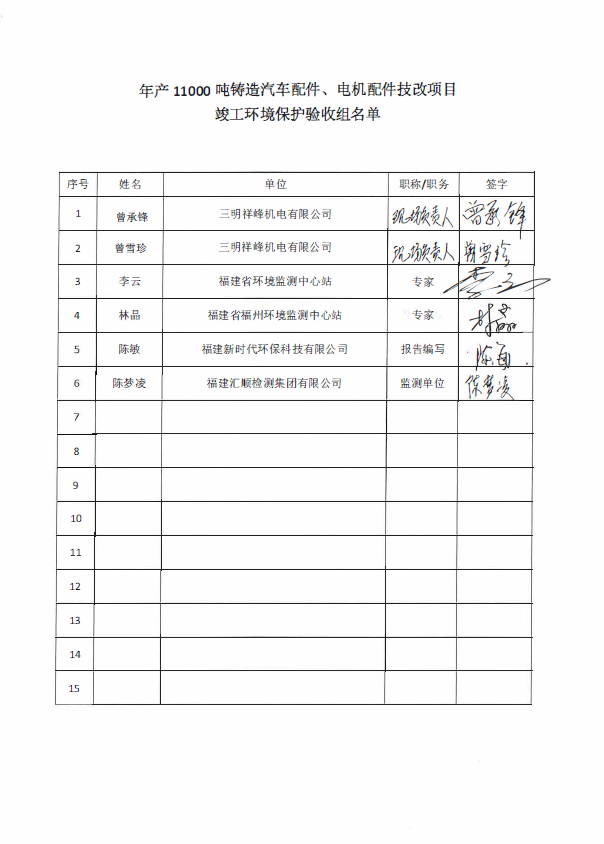 年产 11000 吨铸造汽车配件、电机配件技改项目
竣工环境保护验收组名单
序号 姓名 单位 职称/职务 签字
1 曾承锋 三明祥峰机电有限公司 现场负责人 曾承锋
2 曾雪珍 三明祥峰机电有限公司 现场负责人 曾雪珍
3 李云 福建省环境监测中心站 专家 李云
4 林晶 福建省福州环境监测中心站 专家 林晶
5 陈敏 福建新时代环保科技有限公司 报告编写 陈敏
6 陈梦凌 福建汇顺检测集团有限公司 监测单位 陈梦凌
7
8
9
10
11
12
13
14
15